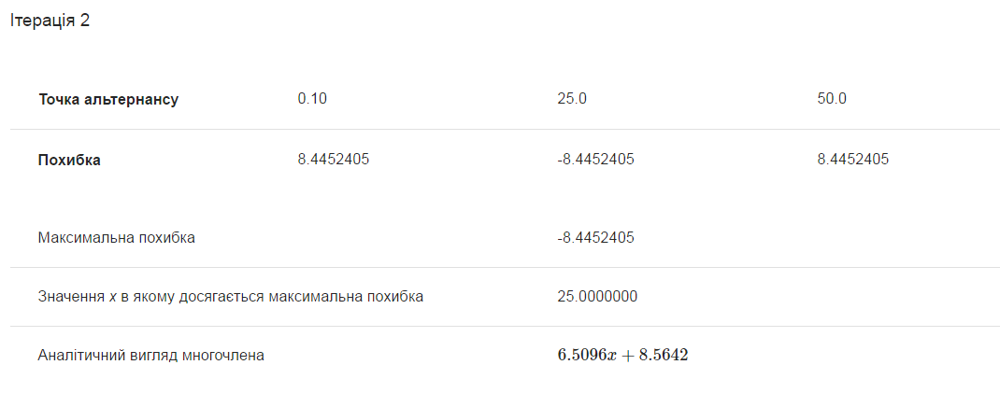 Ітерація 2
Точка альтернансу 0.10 25.0 50.0
Похибка 8.4452405 -8.4452405 8.4452405
Максимальна похибка -8.4452405
Значення x в якому досягається максимальна похибка 25.0000000
Аналітичний вигляд многочлена 6.5096x + 8.5642